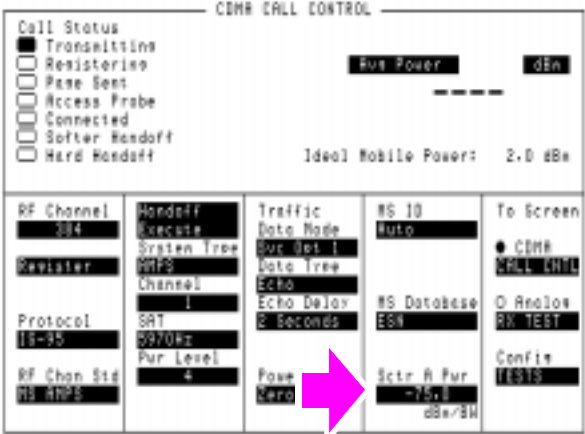 CDMA CALL CONTROL
Call Status
Transmitting
Registering
Page Sent
Access Probe
Connected
Softer Handoff
Hard Handoff
Avg Power
dBm
----
Ideal Mobile Power: 2.0 dBm
RF Channel
384
Register
Protocol
IS-95
RF Chan Std
MS AMPS
Handoff
Execute
System Type
AMPS
Channel
1
SAT
5970Hz
Pwr Level
4
Traffic
Data Mode
Svc Opt 1
Data Type
Echo
Echo Delay
2 Seconds
Powe
Zero
MS ID
Auto
MS Database
ESN
Sctr A Pwr
-75.0
dBm/BW
To Screen
CDMA
CALL CNTL
Analog
RX TEST
Config
TESTS